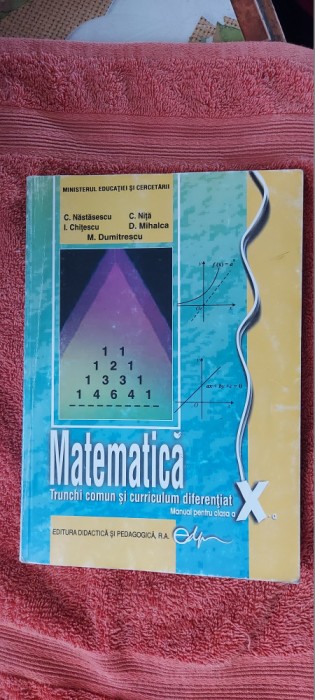 MINISTERUL EDUCAȚIEI ȘI CERCETĂRII
C. Năstăsescu C. Niță
I. Chițescu D. Mihalca
M. Dumitrescu
1 1
1 2 1
1 3 3 1
1 4 6 4 1
Matematică
Trunchi comun și curriculum diferențiat
Manual pentru clasa a X-a
EDITURA DIDACTICĂ ȘI PEDAGOGICĂ, R.A.